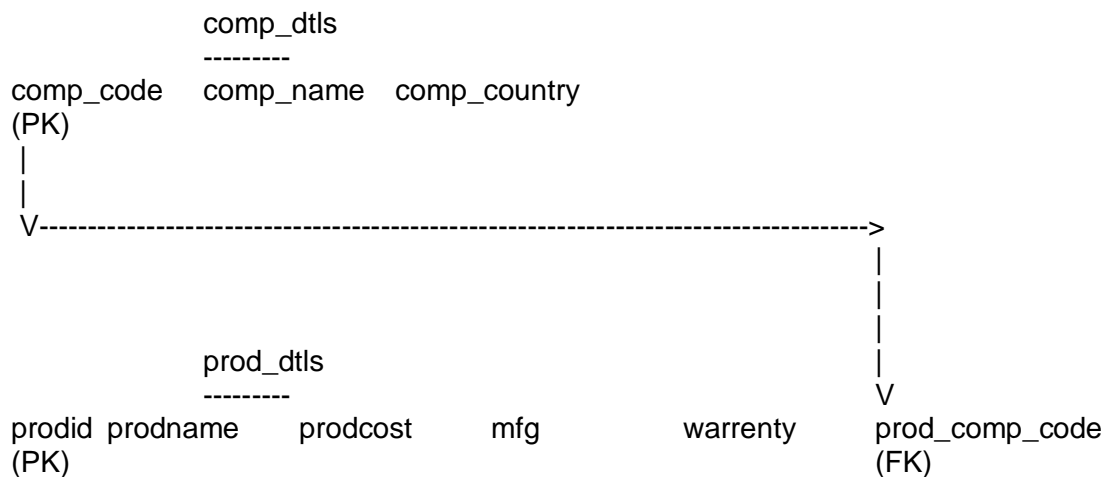 comp_dtls
---------
comp_code comp_name comp_country
(PK)
|
|
V-------------------------------------------------------------------------------------->
|
|
|
|
prod_dtls
---------
V
prodid prodname prodcost mfg warrenty prod_comp_code
(PK) (FK)